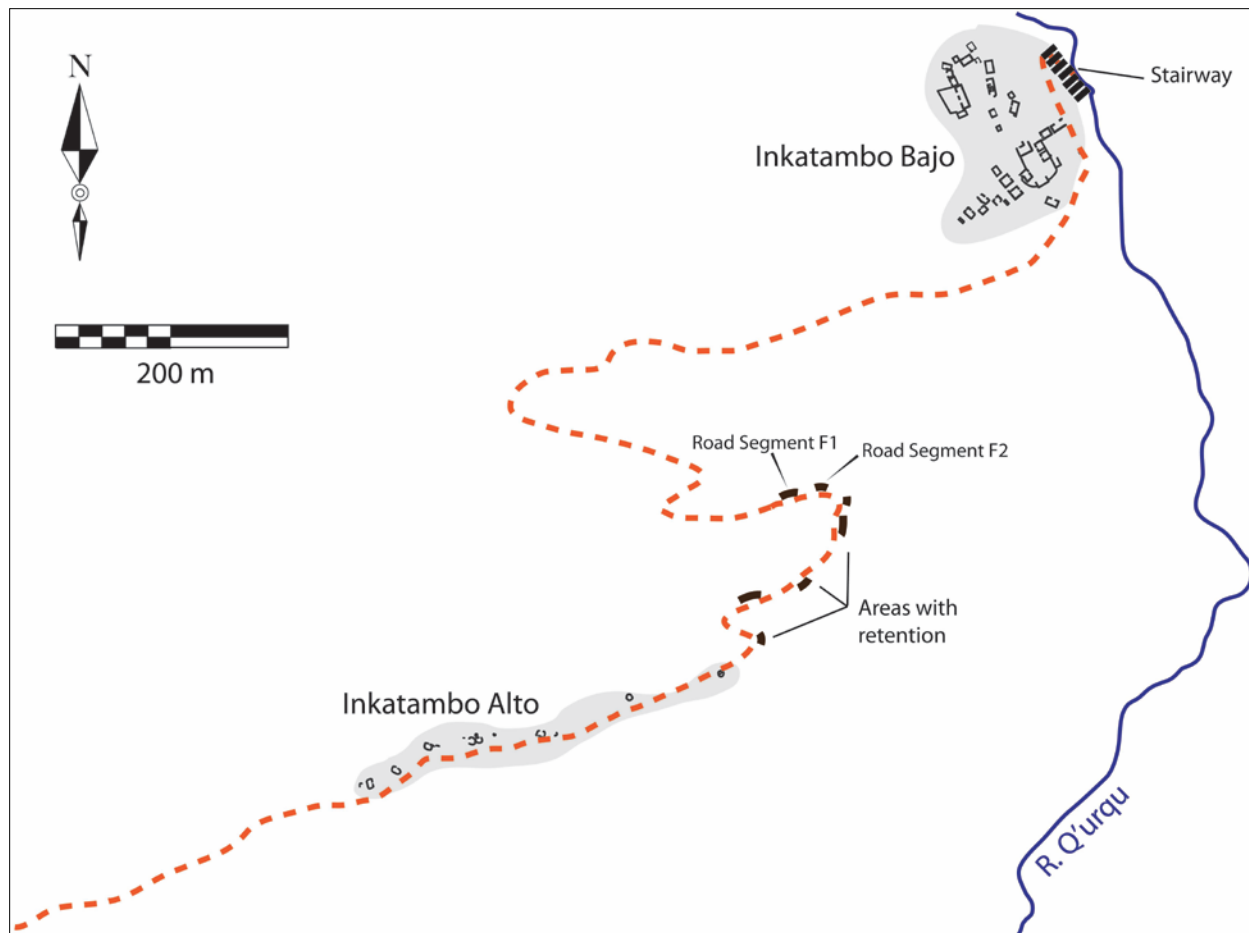 N
Stairway
Inkatambo Bajo
200 m
Road Segment F1
Road Segment F2
Areas with
retention
Inkatambo Alto
R. Q'urqu